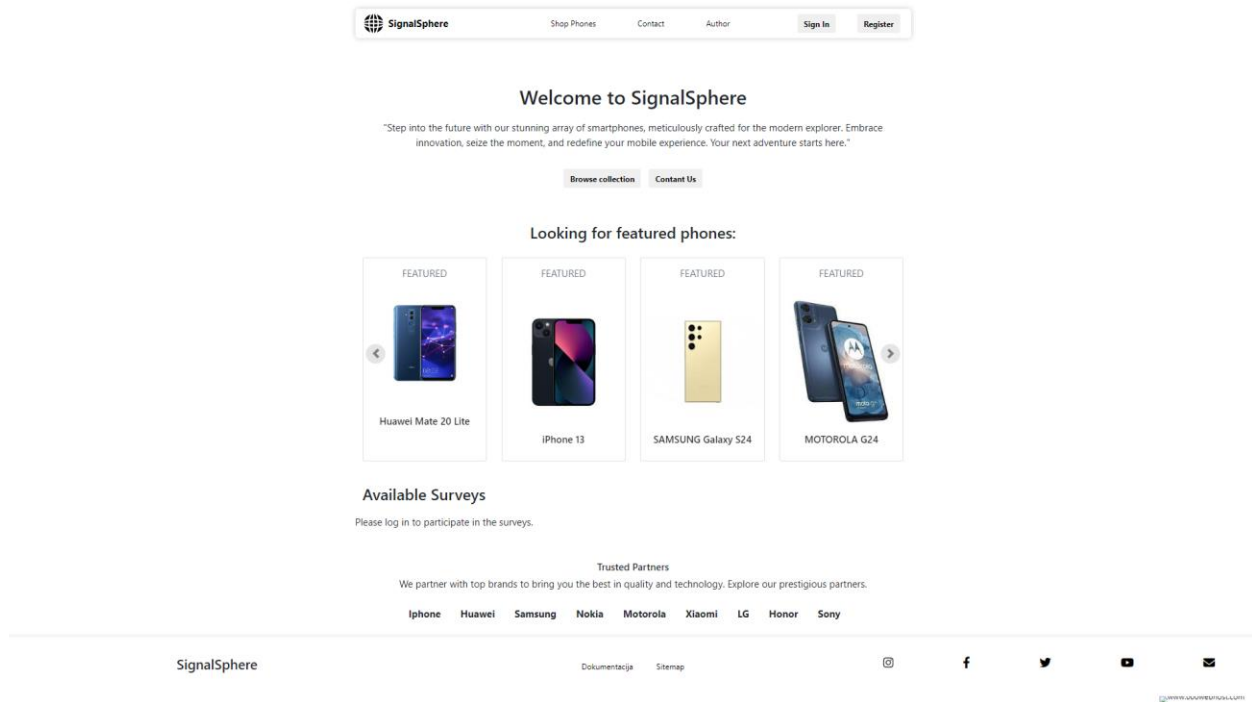 SignalSphere
Shop Phones
Contact
Author
Sign In
Register
Welcome to SignalSphere
"Step into the future with our stunning array of smartphones, meticulously crafted for the modern explorer. Embrace
innovation, seize the moment, and redefine your mobile experience. Your next adventure starts here."
Browse collection
Contant Us
Looking for featured phones:
FEATURED
FEATURED
FEATURED
FEATURED
Huawei Mate 20 Lite
iPhone 13
SAMSUNG Galaxy S24
MOTOROLA G24
Available Surveys
Please log in to participate in the surveys.
Trusted Partners
We partner with top brands to bring you the best in quality and technology. Explore our prestigious partners.
Iphone Huawei Samsung Nokia Motorola Xiaomi LG Honor Sony
SignalSphere
Dokumentacija
Sitemap